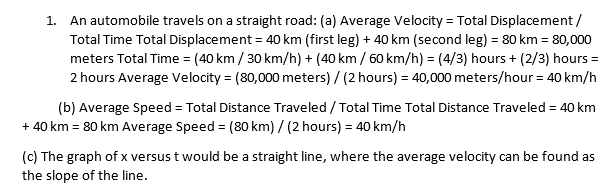 1. An automobile travels on a straight road: (a) Average Velocity = Total Displacement /
Total Time Total Displacement = 40 km (first leg) + 40 km (second leg) = 80 km = 80,000
meters Total Time = (40 km / 30 km/h) + (40 km / 60 km/h) = (4/3) hours + (2/3) hours =
2 hours Average Velocity = (80,000 meters) / (2 hours) = 40,000 meters/hour = 40 km/h
(b) Average Speed = Total Distance Traveled / Total Time Total Distance Traveled = 40 km
+ 40 km = 80 km Average Speed = (80 km) / (2 hours) = 40 km/h
(c) The graph of x versus t would be a straight line, where the average velocity can be found as
the slope of the line.